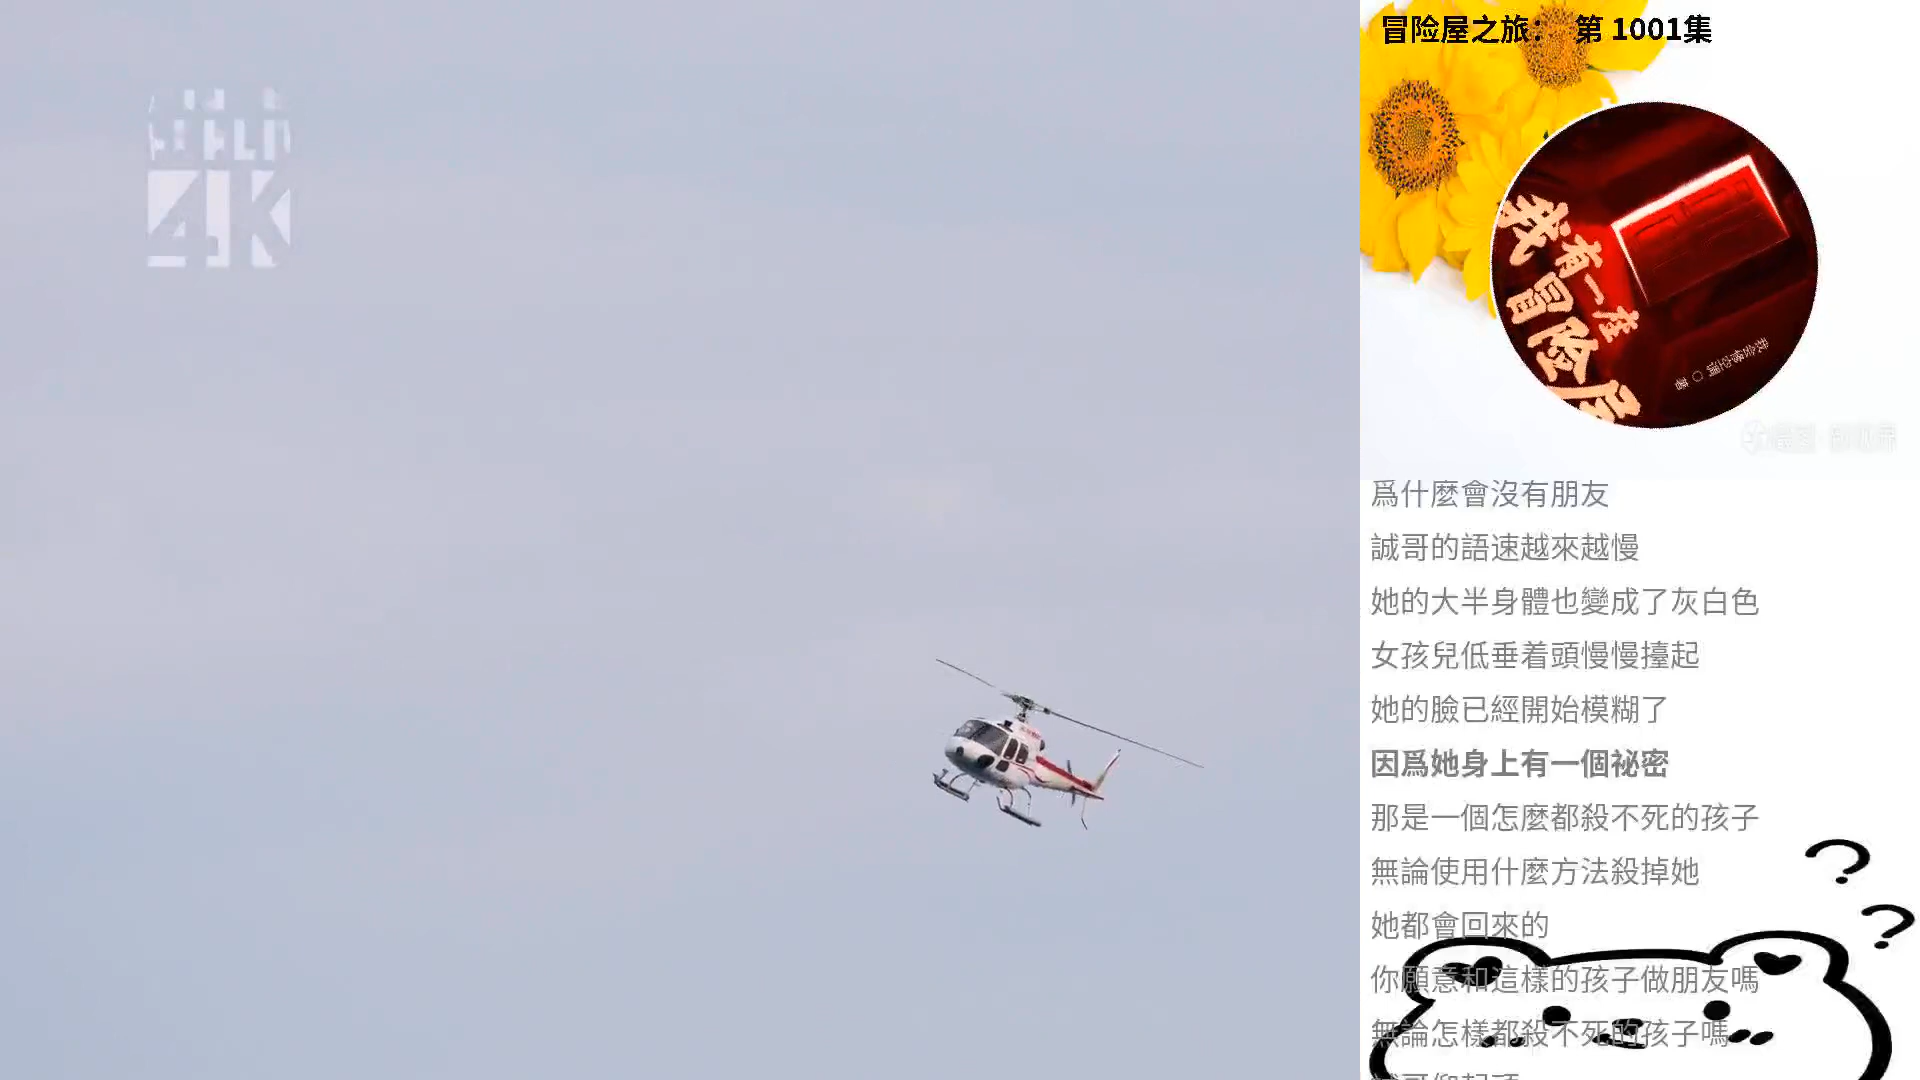 4K
冒险屋之旅： 第 1001集
我有一座
冒险屋
我会修空调 ○ 著
爲什麼會沒有朋友
誠哥的語速越來越慢
她的大半身體也變成了灰白色
女孩兒低垂着頭慢慢擡起
她的臉已經開始模糊了
因爲她身上有一個祕密
那是一個怎麼都殺不死的孩子
無論使用什麼方法殺掉她
她都會回來的
你願意和這樣的孩子做朋友嗎
無論怎樣都殺不死的孩子嗎